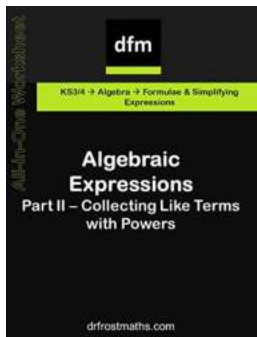 dfm
KS3/4 → Algebra → Formulae & Simplifying
Expressions
All-in-One Worksheet
Algebraic
Expressions
Part II – Collecting Like Terms
with Powers
drfrostmaths.com